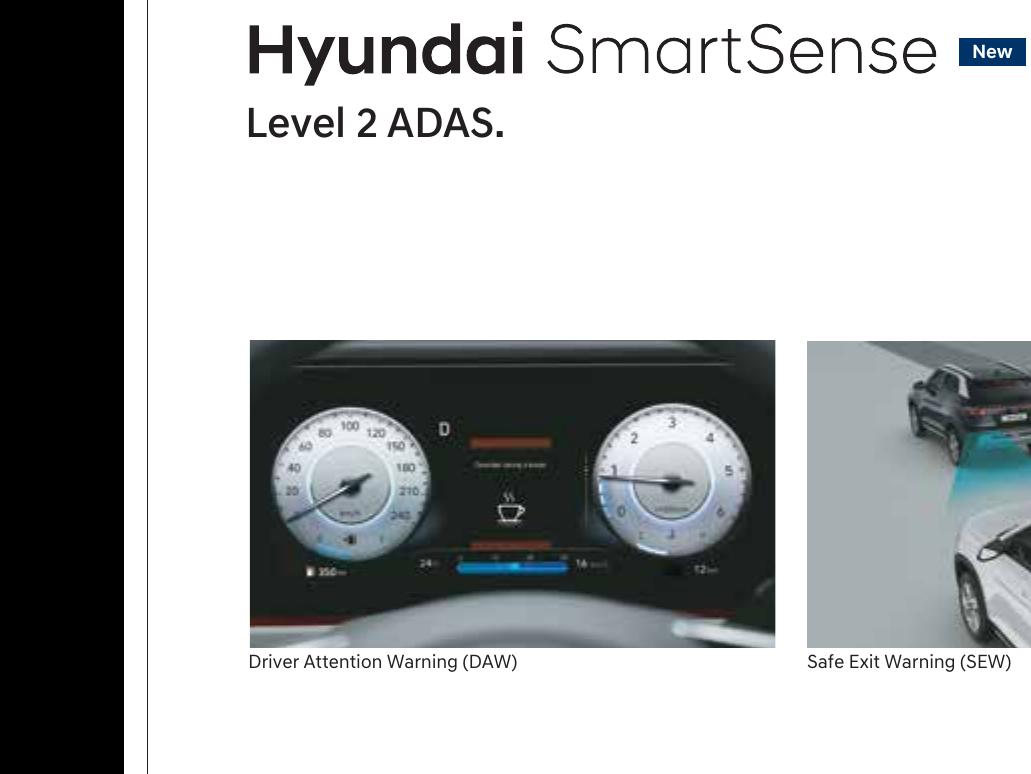 Hyundai SmartSense New
Level 2 ADAS.
D
100
80 120
60 150
40 180
20 210
240
km/h
350
3
2 4
1 5
0 6
24
16
12
Driver Attention Warning (DAW)
Safe Exit Warning (SEW)